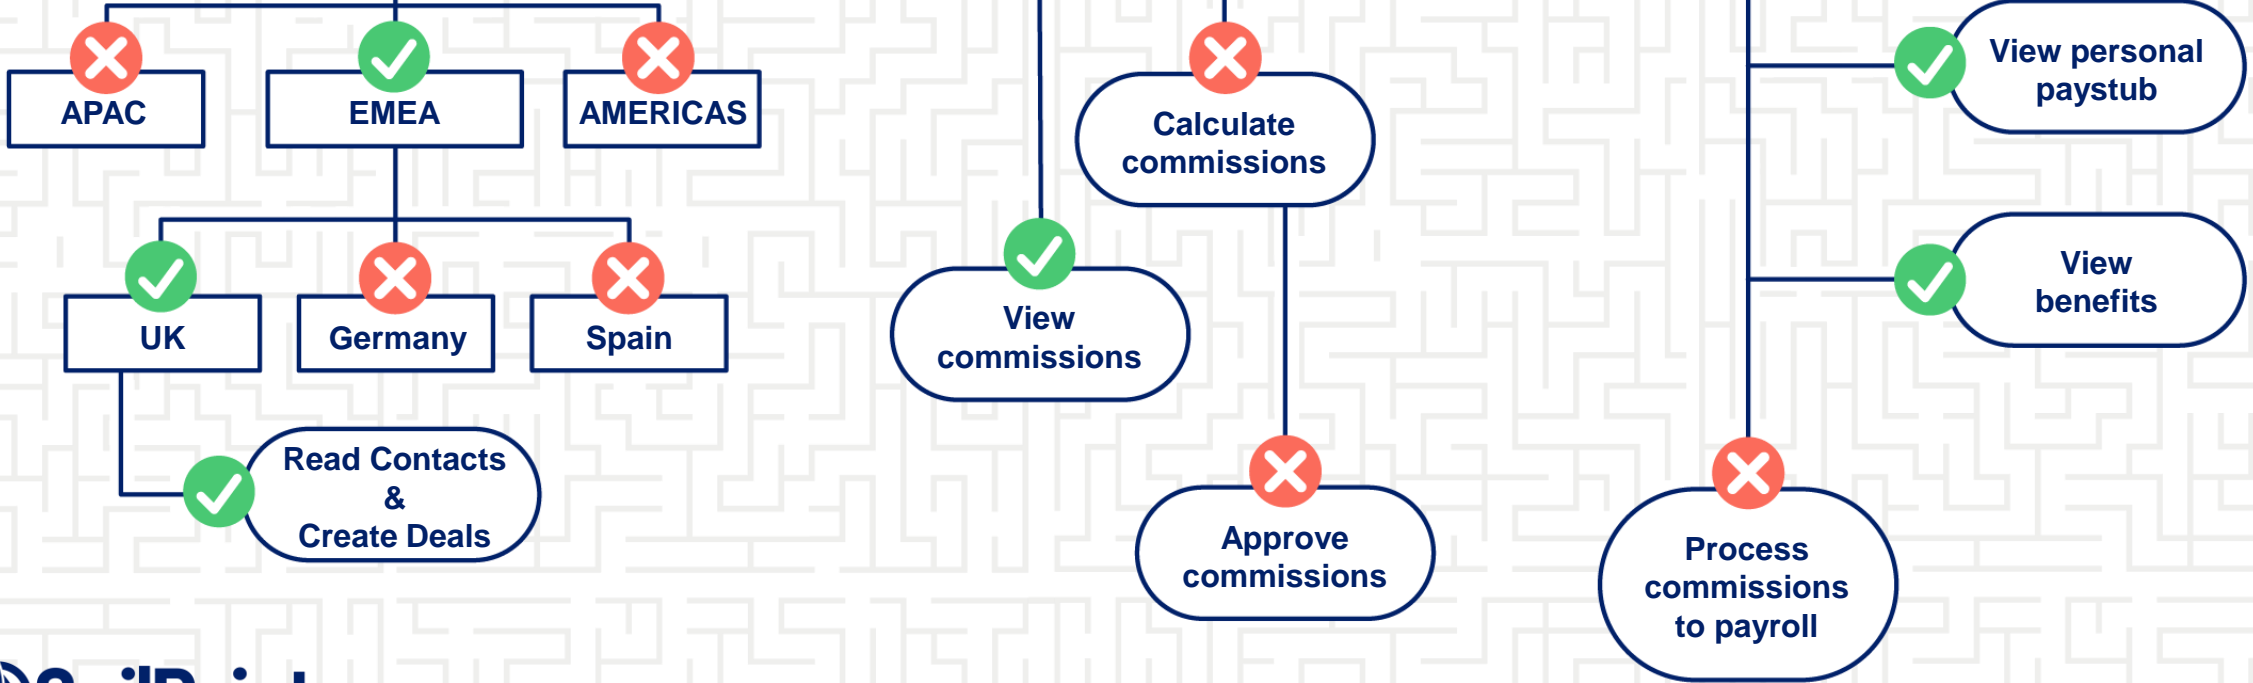 APAC
EMEA
AMERICAS
UK
Germany
Spain
Read Contacts
&
Create Deals
View
commissions
Calculate
commissions
Approve
commissions
View personal
paystub
View
benefits
Process
commissions
to payroll
SailPoint